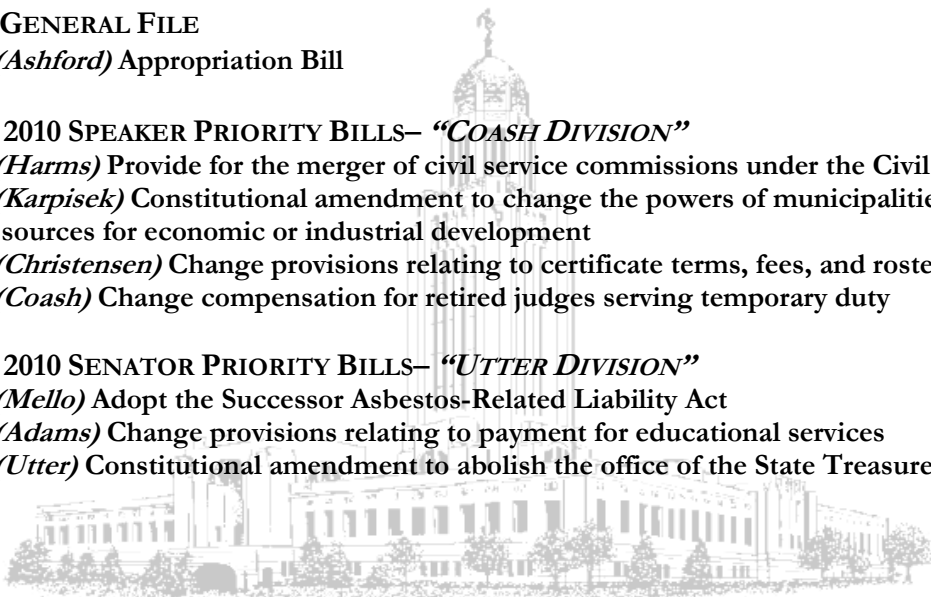 GENERAL FILE
(Ashford) Appropriation Bill
2010 SPEAKER PRIORITY BILLS– “COASH DIVISION”
(Harms) Provide for the merger of civil service commissions under the Civil
(Karpisek) Constitutional amendment to change the powers of municipalitie
sources for economic or industrial development
(Christensen) Change provisions relating to certificate terms, fees, and roste
(Coash) Change compensation for retired judges serving temporary duty
2010 SENATOR PRIORITY BILLS– “UTTER DIVISION”
(Mello) Adopt the Successor Asbestos-Related Liability Act
(Adams) Change provisions relating to payment for educational services
(Utter) Constitutional amendment to abolish the office of the State Treasure